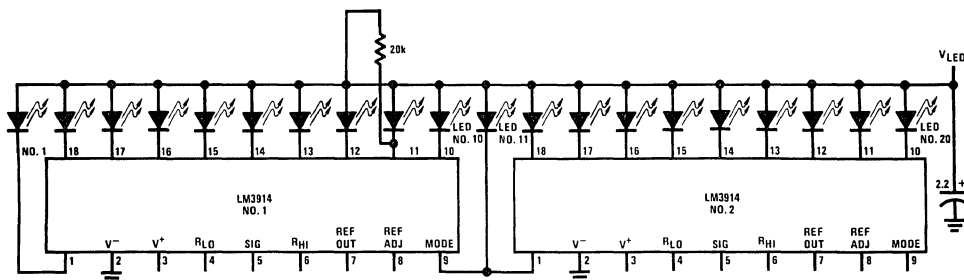 20k
V LED
NO. 1
LED NO. 10
LED NO. 11
LED NO. 20
18 17 16 15 14 13 12 11 10
18 17 16 15 14 13 12 11 10
LM3914
NO. 1
LM3914
NO. 2
2.2 +
V− V+ RLO SIG RHI REF OUT REF ADJ MODE
1 2 3 4 5 6 7 8 9
V− V+ RLO SIG RHI REF OUT REF ADJ MODE
1 2 3 4 5 6 7 8 9